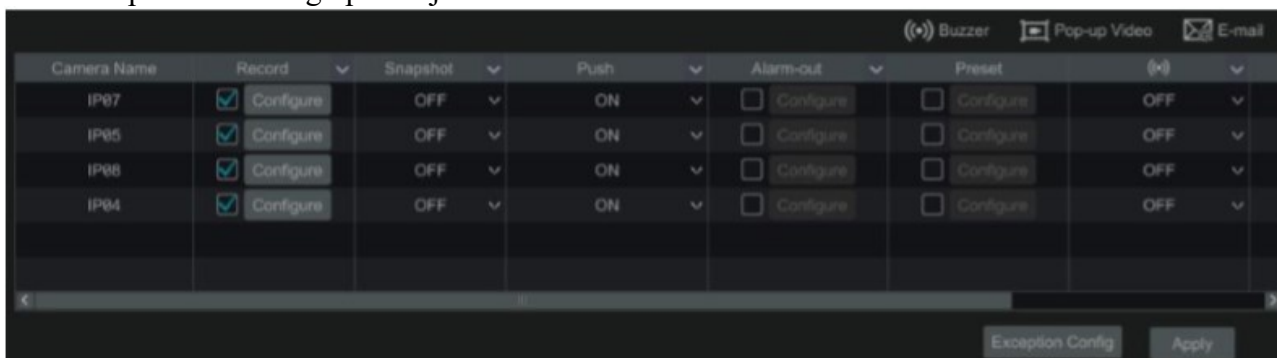 ((•)) Buzzer Pop-up Video E-mail
Camera Name Record Snapshot Push Alarm-out Preset ((•))
IP07 Configure OFF ON Configure Configure OFF
IP05 Configure OFF ON Configure Configure OFF
IP08 Configure OFF ON Configure Configure OFF
IP04 Configure OFF ON Configure Configure OFF
Exception Config Apply